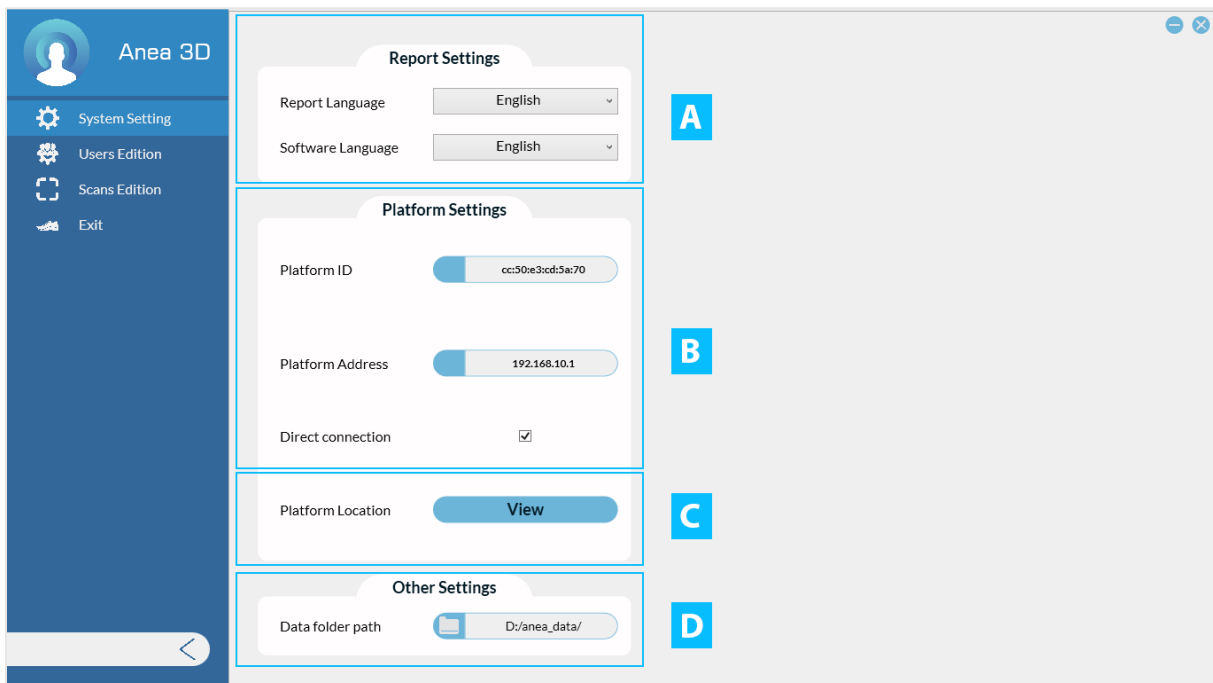 Anea 3D
System Setting
Users Edition
Scans Edition
Exit
Report Settings
Report Language English
Software Language English
A
Platform Settings
Platform ID cc:50:e3:cd:5a:70
Platform Address 192.168.10.1
Direct connection
B
Platform Location View
C
Other Settings
Data folder path D:/anea_data/
D